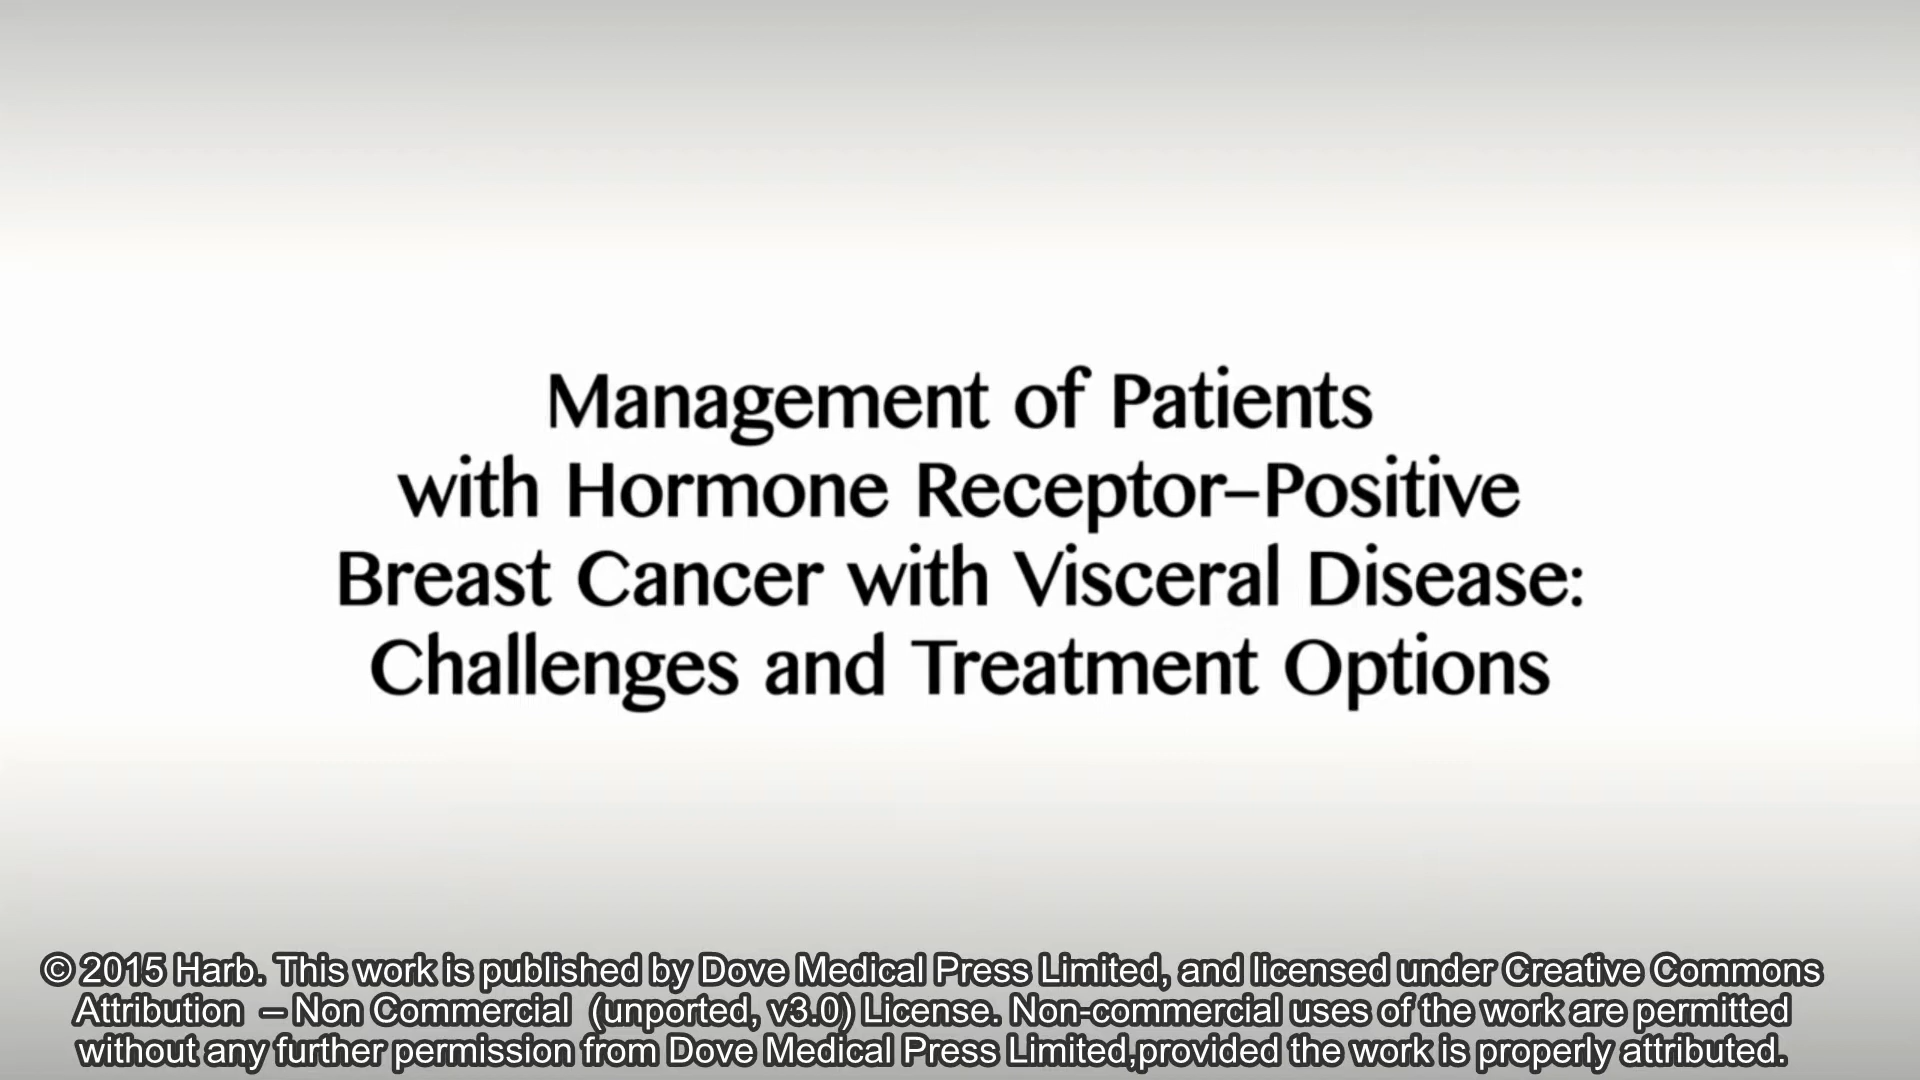 Management of Patients
with Hormone Receptor–Positive
Breast Cancer with Visceral Disease:
Challenges and Treatment Options
© 2015 Harb. This work is published by Dove Medical Press Limited, and licensed under Creative Commons
Attribution – Non Commercial (unported, v3.0) License. Non-commercial uses of the work are permitted
without any further permission from Dove Medical Press Limited,provided the work is properly attributed.